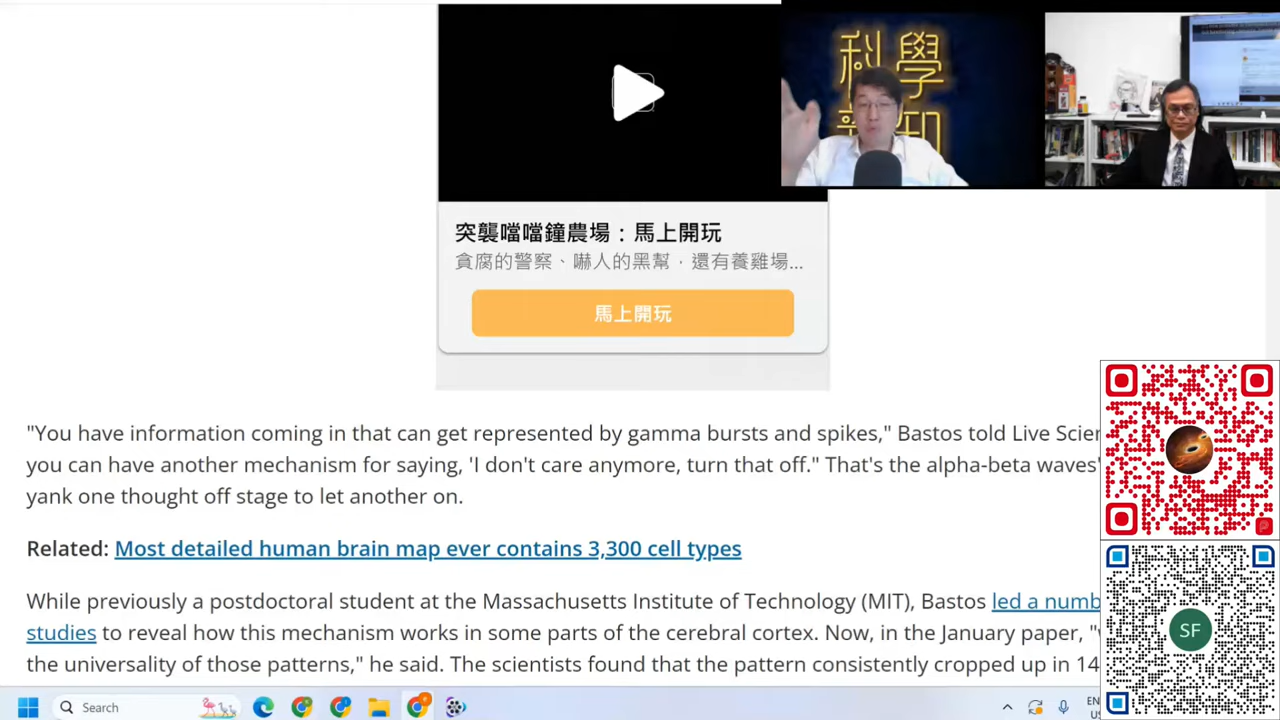 科學
新知
突襲噹噹鐘農場：馬上開玩
貪腐的警察、嚇人的黑幫，還有養雞場...
馬上開玩
"You have information coming in that can get represented by gamma bursts and spikes," Bastos told Live Scien
you can have another mechanism for saying, 'I don't care anymore, turn that off." That's the alpha-beta waves'
yank one thought off stage to let another on.
Related: Most detailed human brain map ever contains 3,300 cell types
While previously a postdoctoral student at the Massachusetts Institute of Technology (MIT), Bastos led a numb
studies to reveal how this mechanism works in some parts of the cerebral cortex. Now, in the January paper, "
the universality of those patterns," he said. The scientists found that the pattern consistently cropped up in 14
SF
Search
EN
US